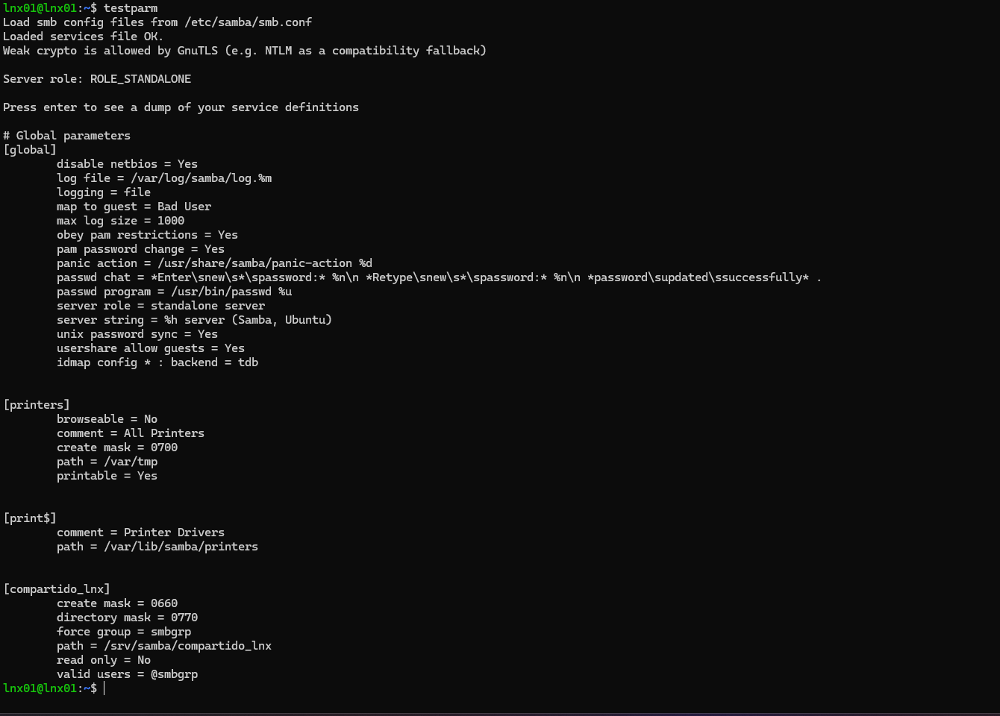 lnx01@lnx01:~$ testparm
Load smb config files from /etc/samba/smb.conf
Loaded services file OK.
Weak crypto is allowed by GnuTLS (e.g. NTLM as a compatibility fallback)
Server role: ROLE_STANDALONE
Press enter to see a dump of your service definitions
# Global parameters
[global]
disable netbios = Yes
log file = /var/log/samba/log.%m
logging = file
map to guest = Bad User
max log size = 1000
obey pam restrictions = Yes
pam password change = Yes
panic action = /usr/share/samba/panic-action %d
passwd chat = *Enter\snew\s*\spassword:* %n\n *Retype\snew\s*\spassword:* %n\n *password\supdated\ssuccessfully* .
passwd program = /usr/bin/passwd %u
server role = standalone server
server string = %h server (Samba, Ubuntu)
unix password sync = Yes
usershare allow guests = Yes
idmap config * : backend = tdb
[printers]
browseable = No
comment = All Printers
create mask = 0700
path = /var/tmp
printable = Yes
[print$]
comment = Printer Drivers
path = /var/lib/samba/printers
[compartido_lnx]
create mask = 0660
directory mask = 0770
force group = smbgrp
path = /srv/samba/compartido_lnx
read only = No
valid users = @smbgrp
lnx01@lnx01:~$